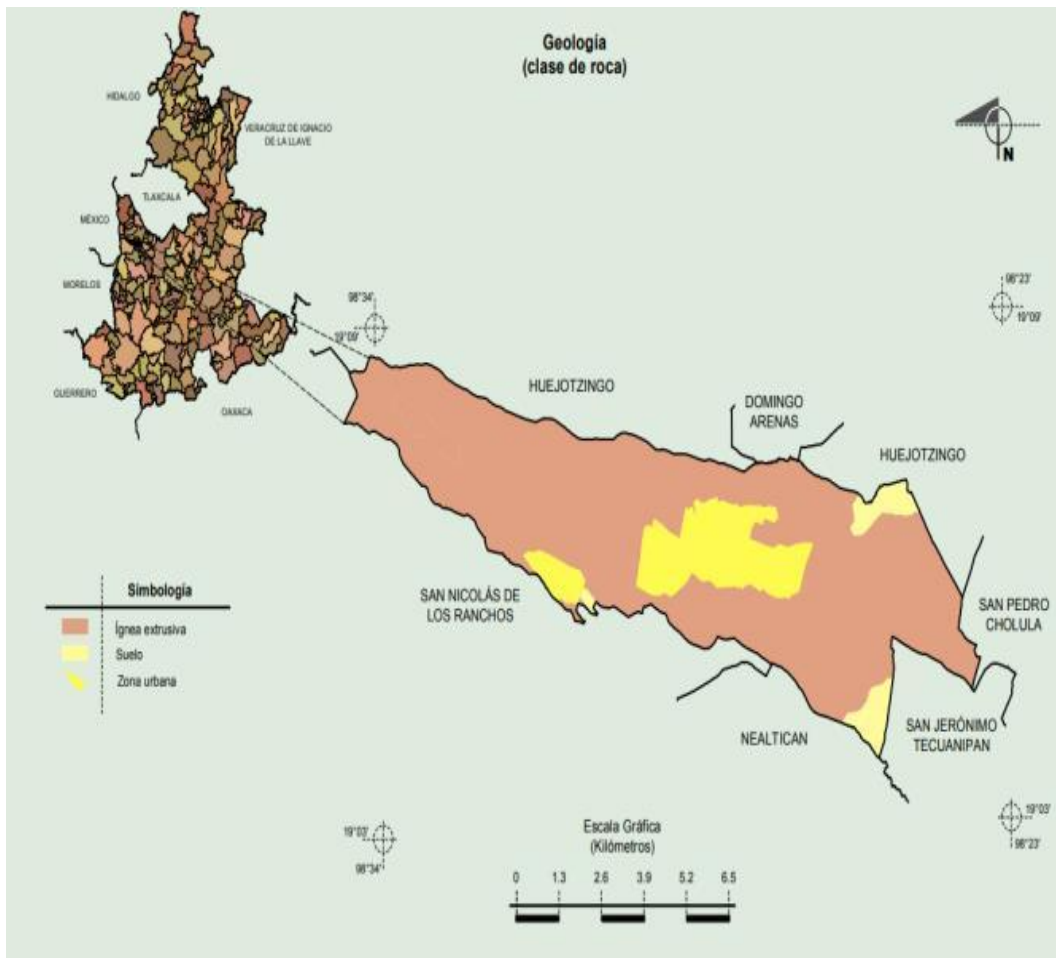 Geología
(clase de roca)
HIDALGO
VERACRUZ DE IGNACIO
DE LA LLAVE
N
TLAXCALA
MÉXICO
MORELOS
GUERRERO
OAXACA
98°34'
19°09'
98°23'
19°09'
HUEJOTZINGO
DOMINGO
ARENAS
HUEJOTZINGO
SAN NICOLÁS DE
LOS RANCHOS
SAN PEDRO
CHOLULA
NEALTICAN
SAN JERÓNIMO
TECUANIPAN
Simbología
Ígnea extrusiva
Suelo
Zona urbana
19°03'
98°34'
19°03'
98°23'
Escala Gráfica
(Kilómetros)
0 1.3 2.6 3.9 5.2 6.5